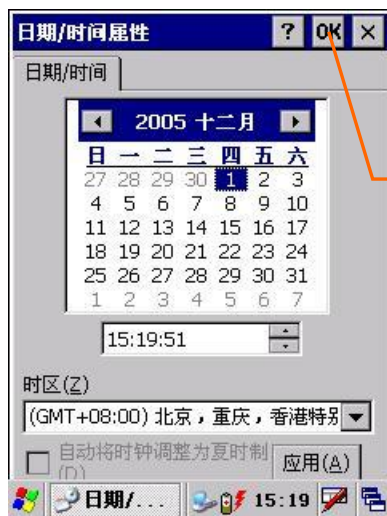 日期/时间属性 ? OK ×
日期/时间
2005 十二月
日 一 二 三 四 五 六
27 28 29 30 1 2 3
4 5 6 7 8 9 10
11 12 13 14 15 16 17
18 19 20 21 22 23 24
25 26 27 28 29 30 31
1 2 3 4 5 6 7
15:19:51
时区(Z)
(GMT+08:00) 北京，重庆，香港特别
自动将时钟调整为夏时制
(D)
应用(A)
日期/... 15:19